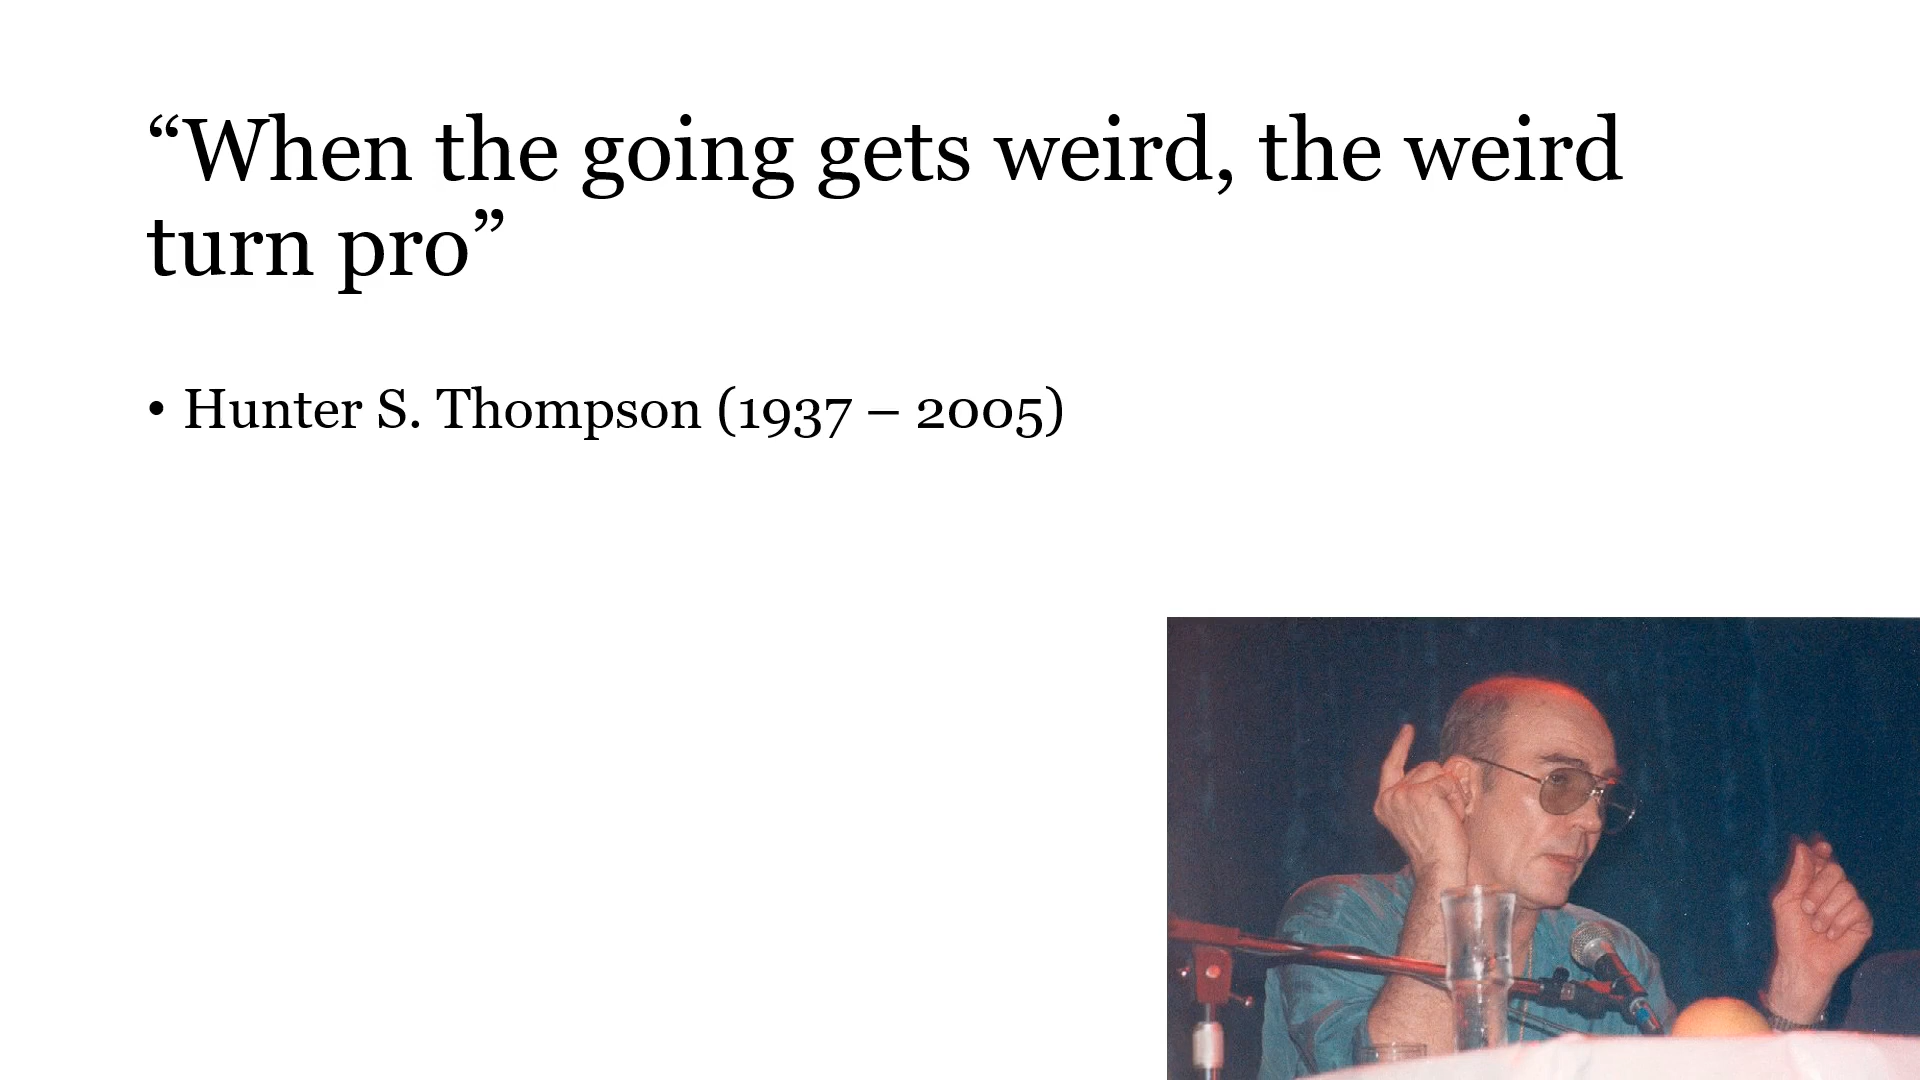 “When the going gets weird, the weird
turn pro”
• Hunter S. Thompson (1937 – 2005)